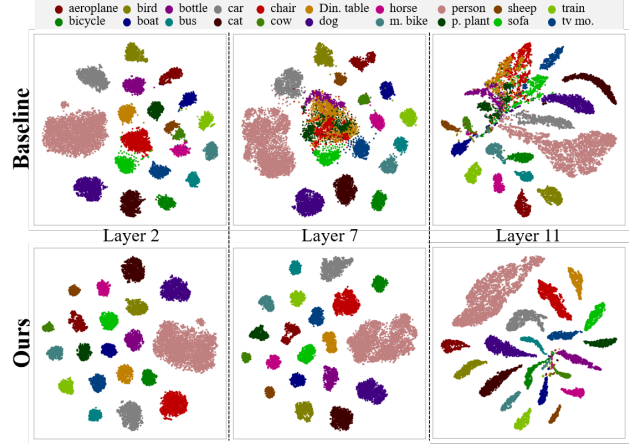 aeroplane bird bottle car chair Din. table horse person sheep train
bicycle boat bus cat cow dog m. bike p. plant sofa tv mo.
Baseline
Layer 2 Layer 7 Layer 11
Ours